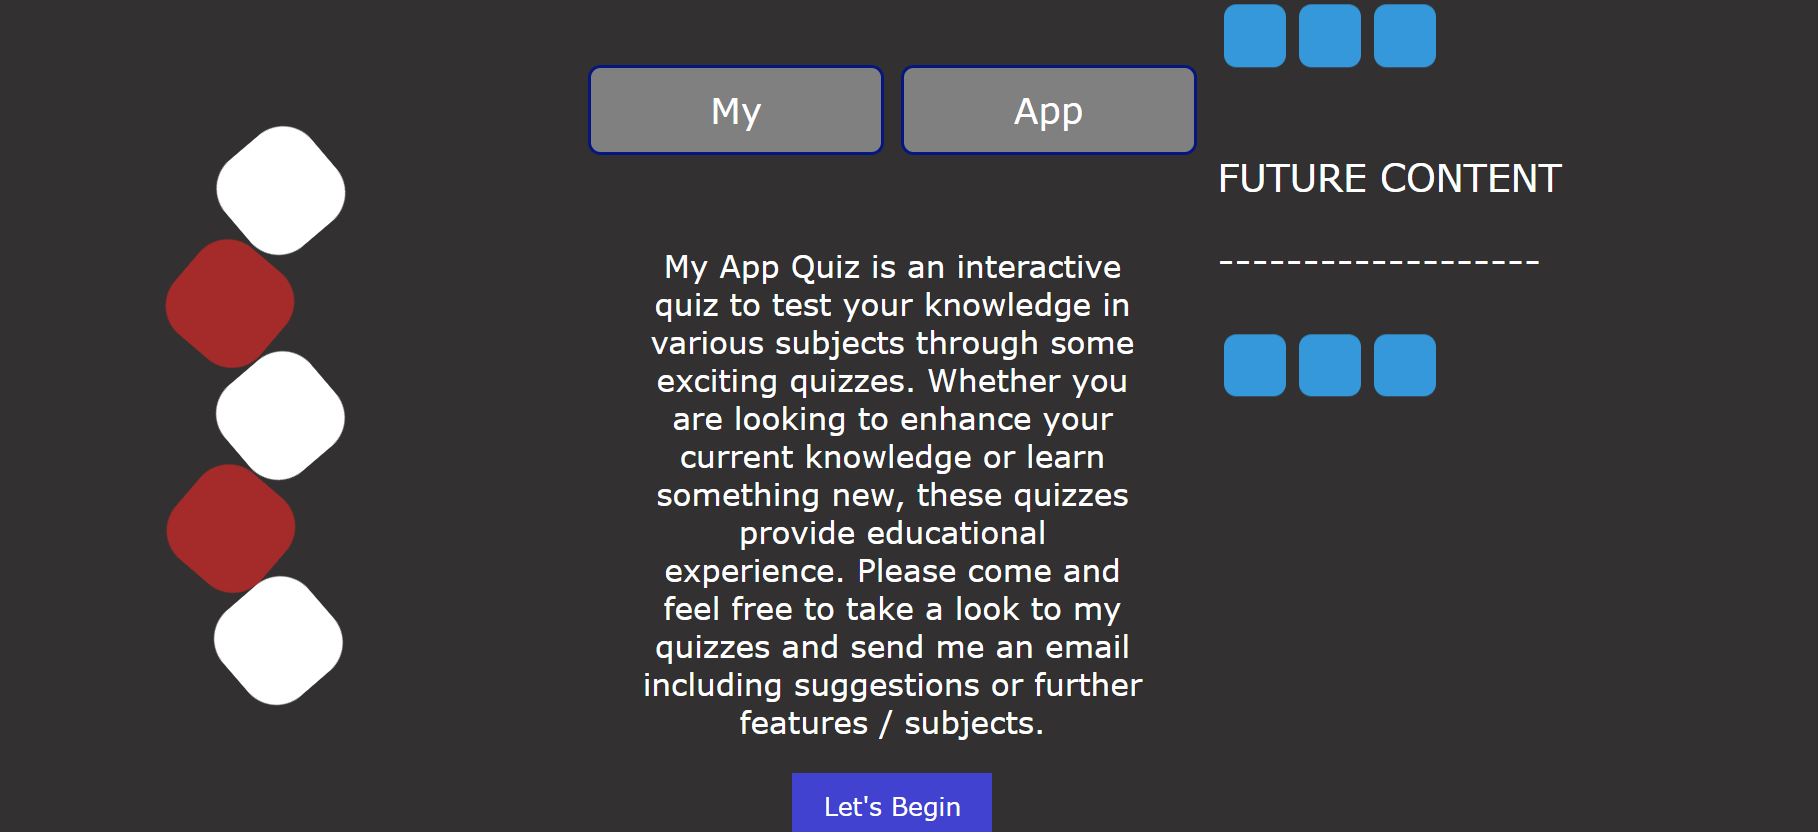 My
App
My App Quiz is an interactive
quiz to test your knowledge in
various subjects through some
exciting quizzes. Whether you
are looking to enhance your
current knowledge or learn
something new, these quizzes
provide educational
experience. Please come and
feel free to take a look to my
quizzes and send me an email
including suggestions or further
features / subjects.
Let's Begin
FUTURE CONTENT
-------------------